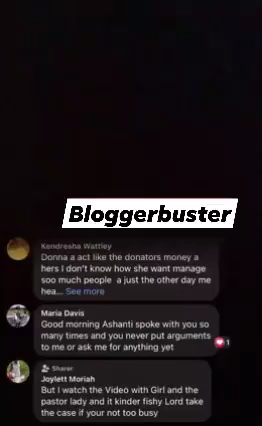 Bloggerbuster
Kendresha Wattley
Donna a act like the donators money a
hers I don't know how she want manage
soo much people a just the other day me
hea... See more
Maria Davis
Good morning Ashanti spoke with you so
many times and you never put arguments
to me or ask me for anything yet
1
Sharer
Joylett Moriah
But I watch the Video with Girl and the
pastor lady and it kinder fishy Lord take
the case if your not too busy